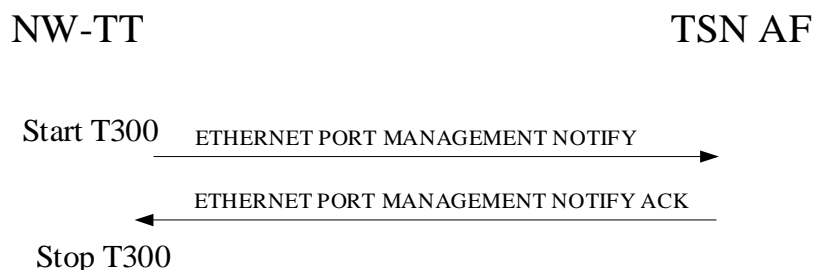 NW-TT
TSN AF
Start T300
ETHERNET PORT MANAGEMENT NOTIFY
ETHERNET PORT MANAGEMENT NOTIFY ACK
Stop T300